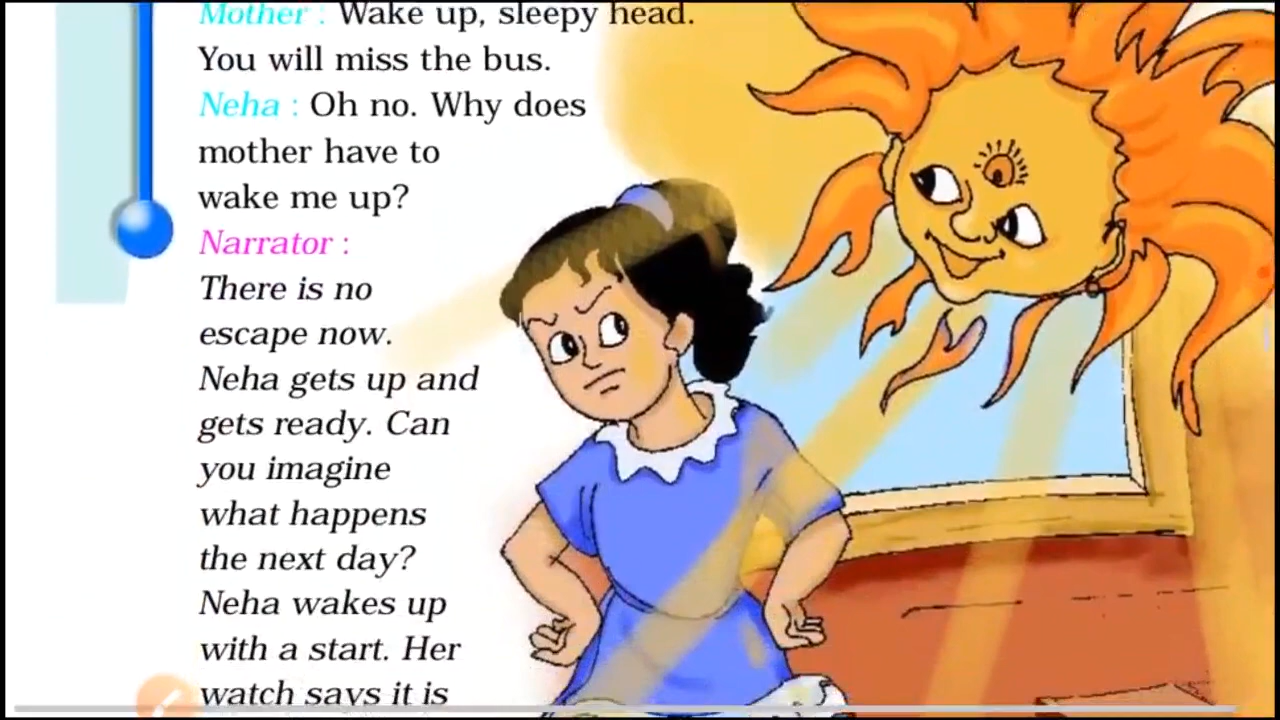 Mother : Wake up, sleepy head.
You will miss the bus.
Neha : Oh no. Why does
mother have to
wake me up?
Narrator :
There is no
escape now.
Neha gets up and
gets ready. Can
you imagine
what happens
the next day?
Neha wakes up
with a start. Her
watch says it is